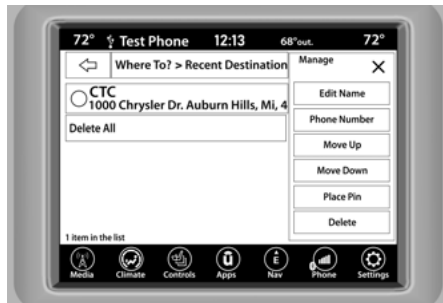 72° Test Phone 12:13 68°out. 72°
Where To? > Recent Destination
Manage X
CTC
1000 Chrysler Dr. Auburn Hills, Mi, 4
Delete All
Edit Name
Phone Number
Move Up
Move Down
Place Pin
Delete
1 item in the list
ū E
Media Climate Controls Apps Nav Phone Settings